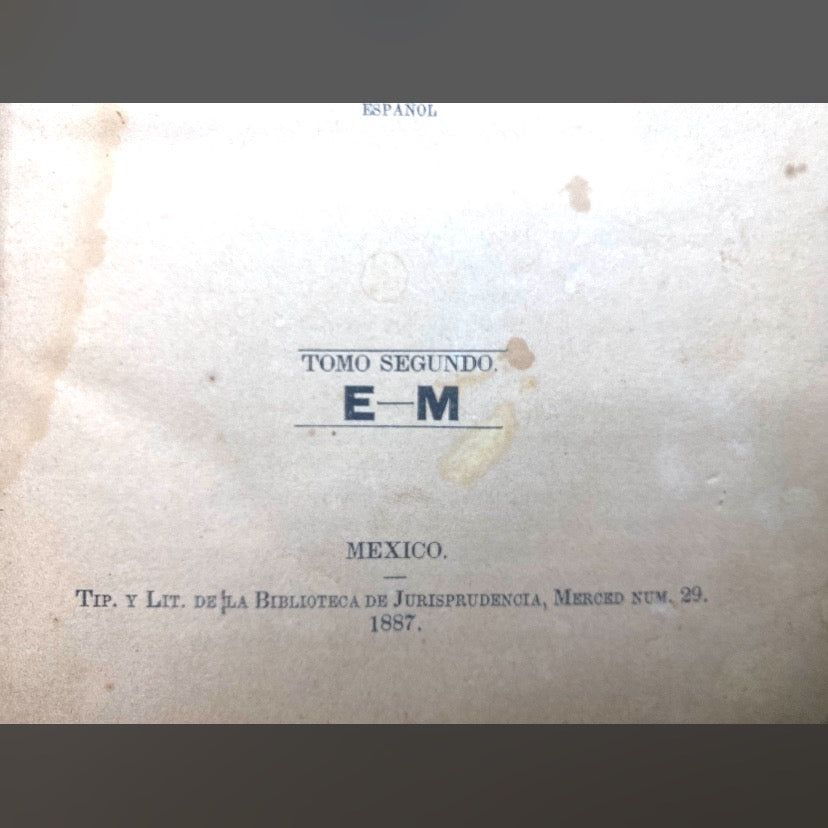 ESPAÑOL
TOMO SEGUNDO.
E—M
MEXICO.
TIP. Y LIT. DE LA BIBLIOTECA DE JURISPRUDENCIA, MERCED NUM. 29.
1887.